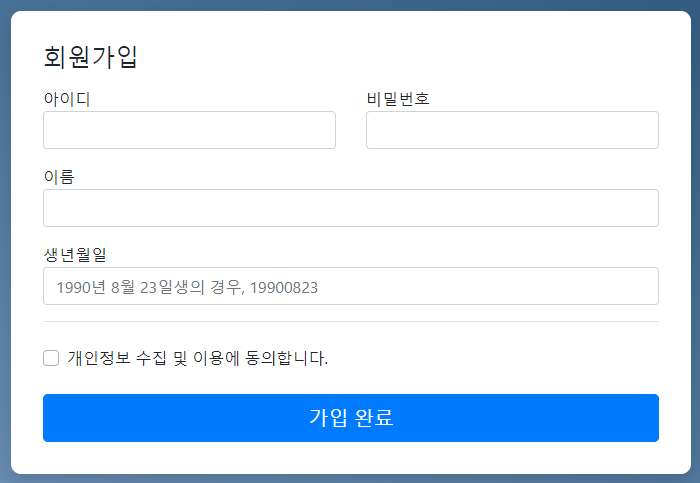 회원가입
아이디 비밀번호
이름
생년월일
1990년 8월 23일생의 경우, 19900823
개인정보 수집 및 이용에 동의합니다.
가입 완료